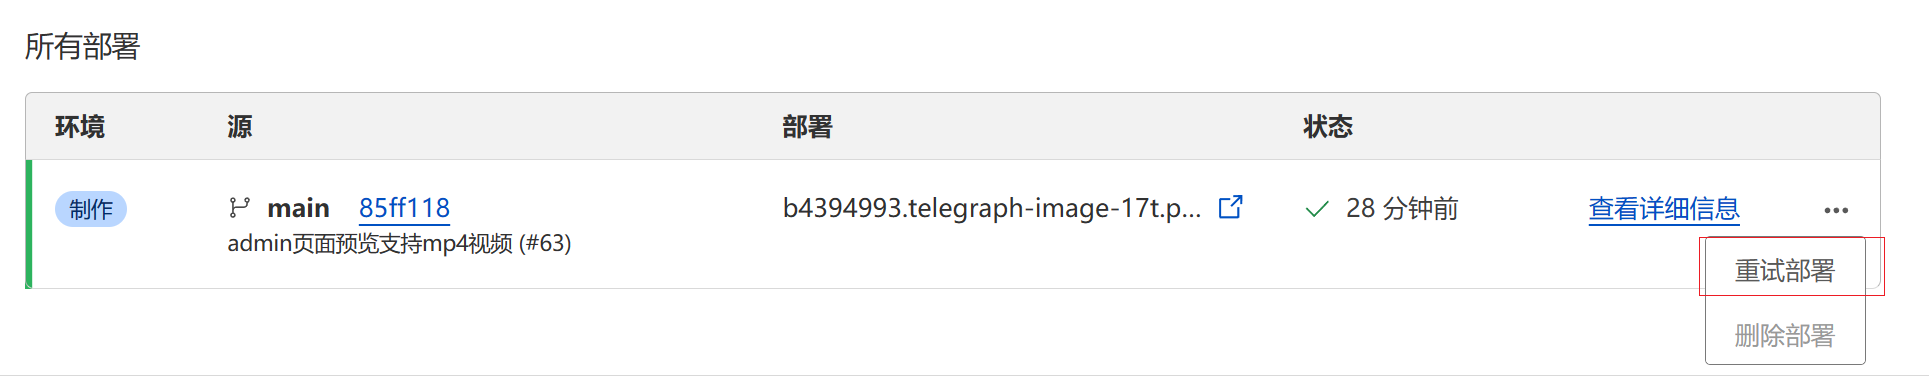 所有部署
环境 源 部署 状态
制作 main 85ff118 b4394993.telegraph-image-17t.p... 28 分钟前 查看详细信息 •••
admin页面预览支持mp4视频 (#63)
重试部署
删除部署